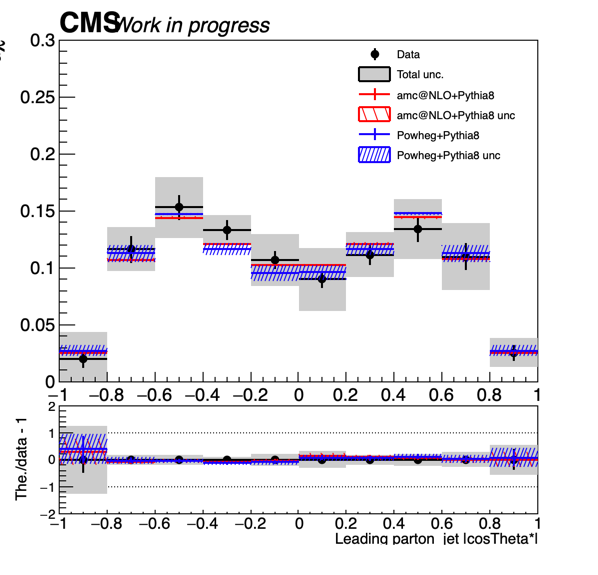 CMS Work in progress
0.3
Data
Total unc.
0.25
amc@NLO+Pythia8
amc@NLO+Pythia8 unc
0.2
Powheg+Pythia8
Powheg+Pythia8 unc
0.15
0.1
0.05
0
−1 −0.8 −0.6 −0.4 −0.2 0 0.2 0.4 0.6 0.8 1
The./data - 1
2
1
0
−1
−2
−1 −0.8 −0.6 −0.4 −0.2 0 0.2 0.4 0.6 0.8 1
Leading parton jet |cosTheta*|